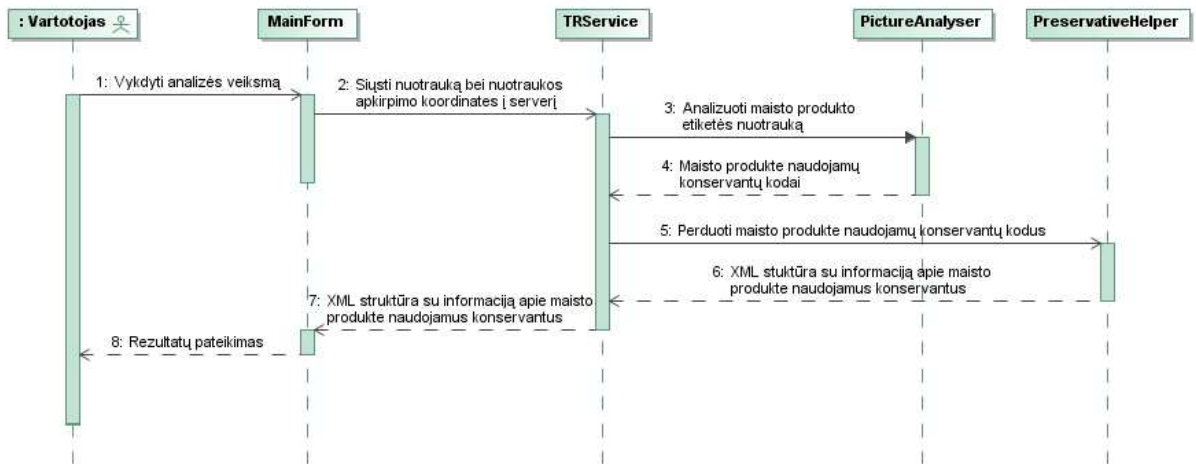 : Vartotojas
MainForm
TRService
PictureAnalyser
PreservativeHelper
1: Vykdyti analizės veiksmą
2: Siųsti nuotrauką bei nuotraukos
apkirpimo koordinates į serverį
3: Analizuoti maisto produkto
etiketės nuotrauką
4: Maisto produkte naudojamų
konservantų kodai
5: Perduoti maisto produkte naudojamų konservantų kodus
6: XML stuktūra su informaciją apie maisto
produkte naudojamus konservantus
7: XML struktūra su informaciją apie maisto
produkte naudojamus konservantus
8: Rezultatų pateikimas